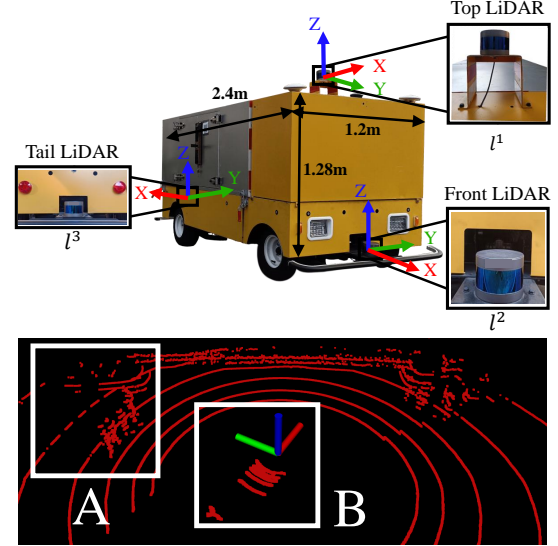 Top LiDAR
Z
X
Y
l¹
2.4m
1.2m
1.28m
Tail LiDAR
Z
Y
X
l³
Front LiDAR
Z
Y
X
l²
A
B